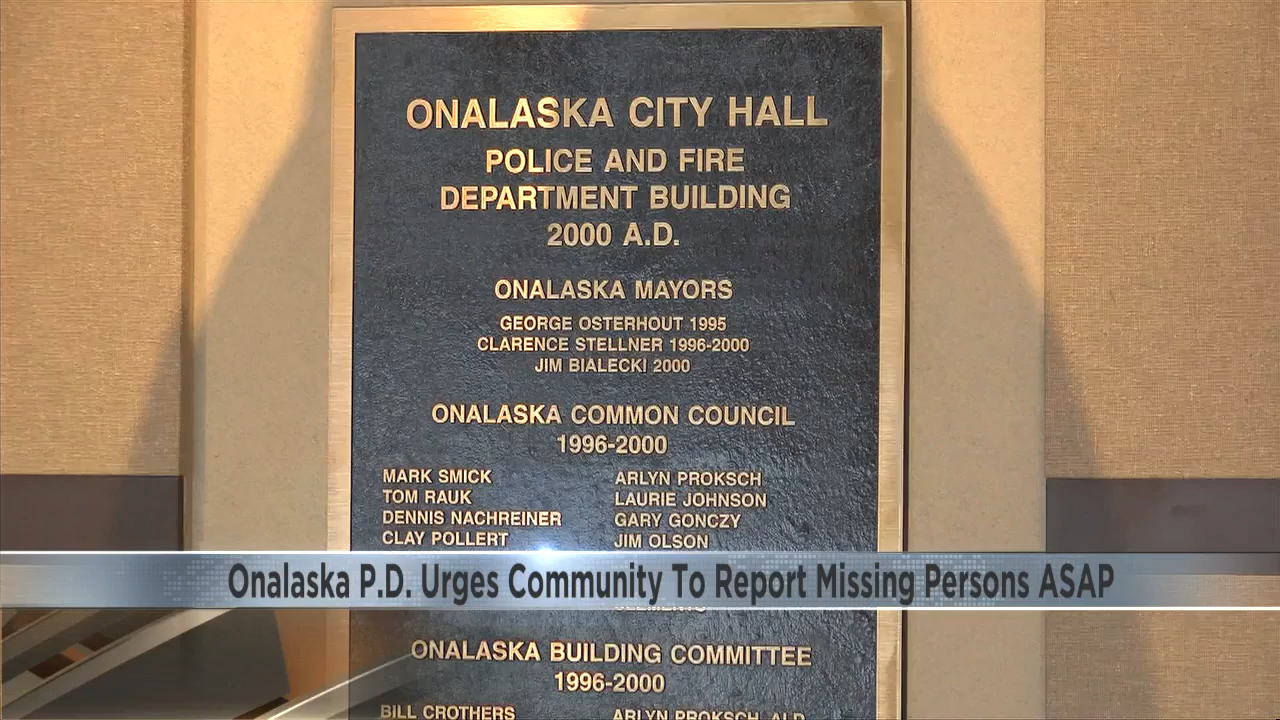 ONALASKA CITY HALL
POLICE AND FIRE
DEPARTMENT BUILDING
2000 A.D.
ONALASKA MAYORS
GEORGE OSTERHOUT 1995
CLARENCE STELLNER 1996-2000
JIM BIALECKI 2000
ONALASKA COMMON COUNCIL
1996-2000
MARK SMICK ARLYN PROKSCH
TOM RAUK LAURIE JOHNSON
DENNIS NACHREINER GARY GONCZY
CLAY POLLERT JIM OLSON
Onalaska P.D. Urges Community To Report Missing Persons ASAP
ONALASKA BUILDING COMMITTEE
1996-2000
BILL CROTHERS ARLYN PROKSCH, ALD.